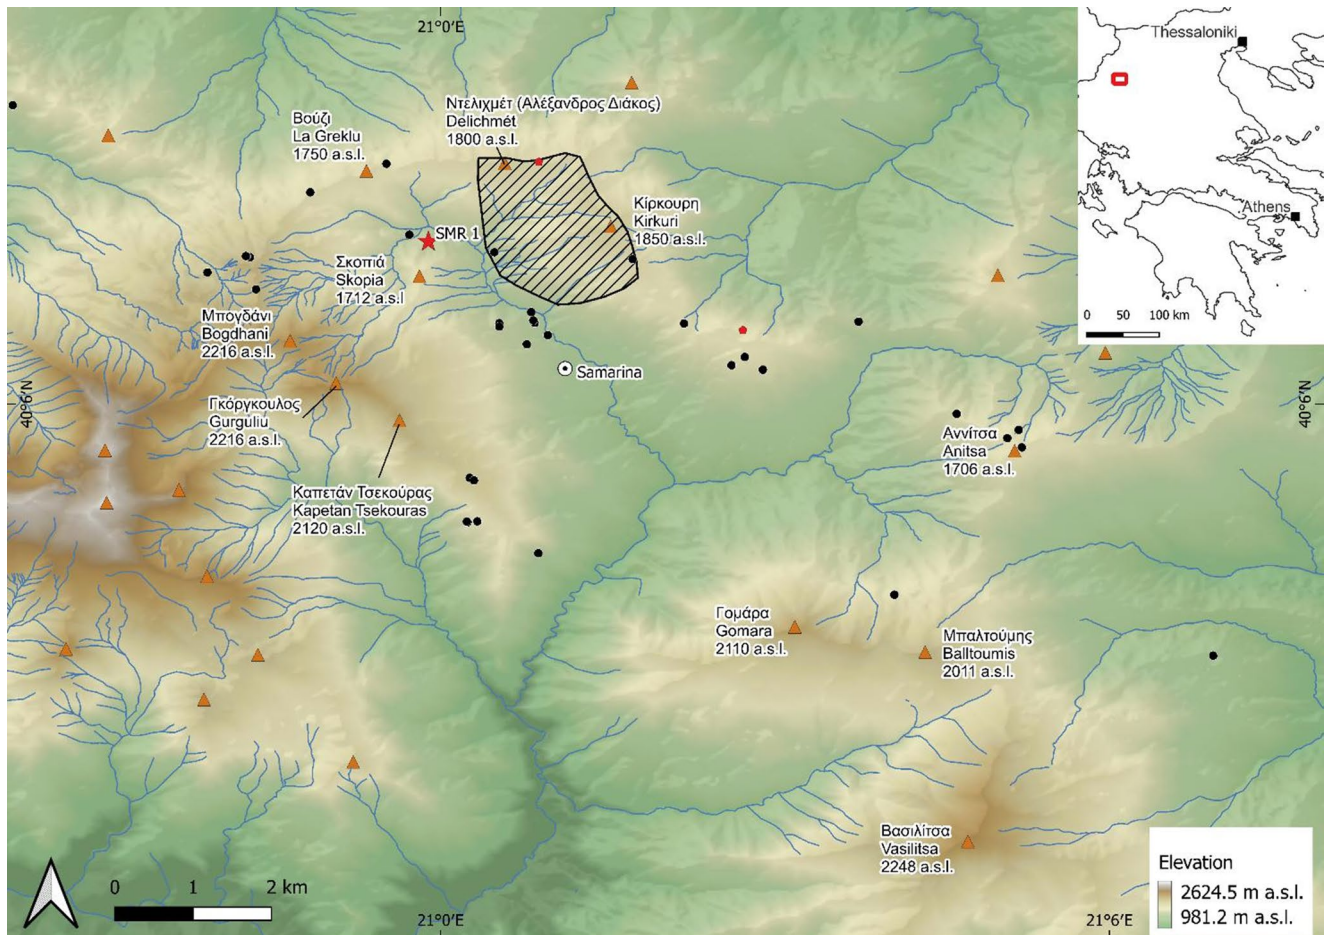 21°0′E
Thessaloniki
Athens
0 50 100 km
Ντελιχμέτ (Αλέξανδρος Διάκος)
Delichmét
1800 a.s.l.
Βούζι
La Greklu
1750 a.s.l.
Κίρκουρη
Kirkuri
1850 a.s.l.
SMR 1
Σκοπιά
Skopia
1712 a.s.l
Μπογδάνι
Bogdhani
2216 a.s.l.
Samarina
40°6′N
40°6′N
Γκόργκουλος
Gurguliu
2216 a.s.l.
Αννίτσα
Anitsa
1706 a.s.l.
Καπετάν Τσεκούρας
Kapetan Tsekouras
2120 a.s.l.
Γομάρα
Gomara
2110 a.s.l.
Μπαλτούμης
Balltoumis
2011 a.s.l.
Βασιλίτσα
Vasilitsa
2248 a.s.l.
Elevation
2624.5 m a.s.l.
981.2 m a.s.l.
0 1 2 km
21°0′E
21°6′E